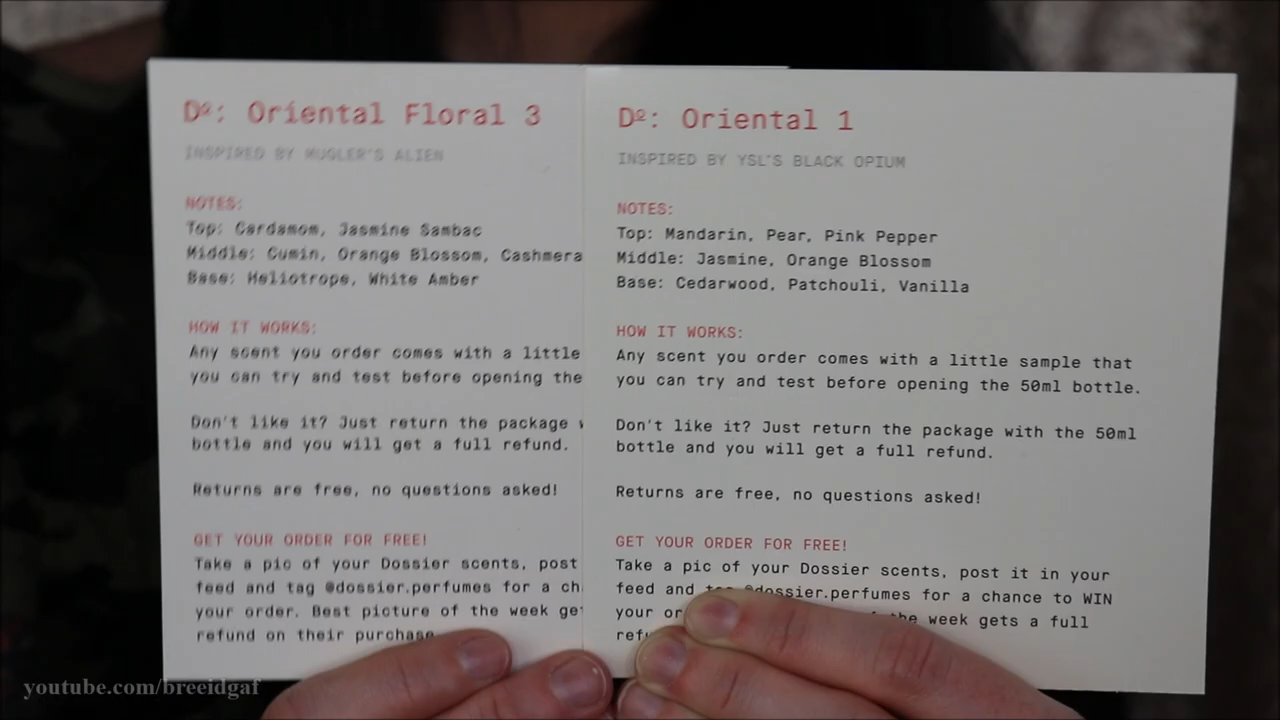 Dº: Oriental Floral 3
INSPIRED BY MUGLER'S ALIEN
NOTES:
Top: Cardamom, Jasmine Sambac
Middle: Cumin, Orange Blossom, Cashmera
Base: Heliotrope, White Amber
HOW IT WORKS:
Any scent you order comes with a little
you can try and test before opening the
Don't like it? Just return the package
bottle and you will get a full refund.
Returns are free, no questions asked!
GET YOUR ORDER FOR FREE!
Take a pic of your Dossier scents, post
feed and tag @dossier.perfumes for a
your order. Best picture of the week
refund on their purchase
Dº: Oriental 1
INSPIRED BY YSL'S BLACK OPIUM
NOTES:
Top: Mandarin, Pear, Pink Pepper
Middle: Jasmine, Orange Blossom
Base: Cedarwood, Patchouli, Vanilla
HOW IT WORKS:
Any scent you order comes with a little sample that
you can try and test before opening the 50ml bottle.
Don't like it? Just return the package with the 50ml
bottle and you will get a full refund.
Returns are free, no questions asked!
GET YOUR ORDER FOR FREE!
Take a pic of your Dossier scents, post it in your
feed and @dossier.perfumes for a chance to WIN
your the week gets a full
youtube.com/breeidgaf